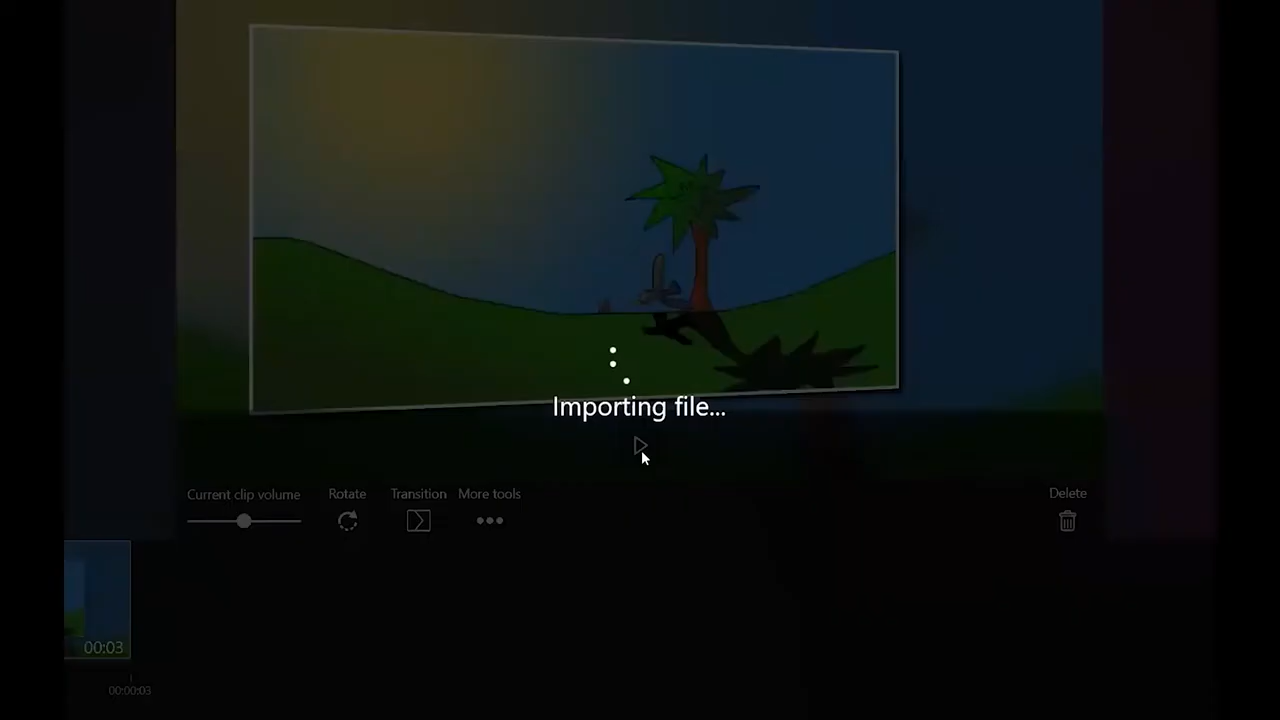 Importing file...
Current clip volume
Rotate
Transition
More tools
Delete
00:03
00:00:03